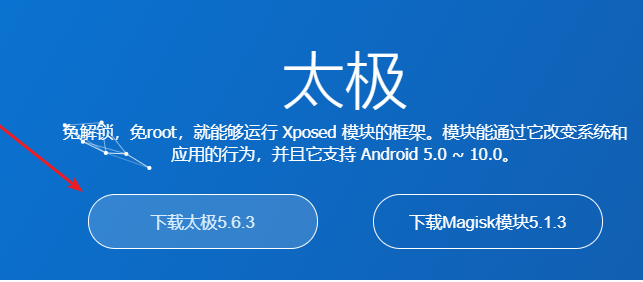 太极
免解锁，免root，就能够运行 Xposed 模块的框架。模块能通过它改变系统和
应用的行为，并且它支持 Android 5.0 ~ 10.0。
下载太极5.6.3
下载Magisk模块5.1.3